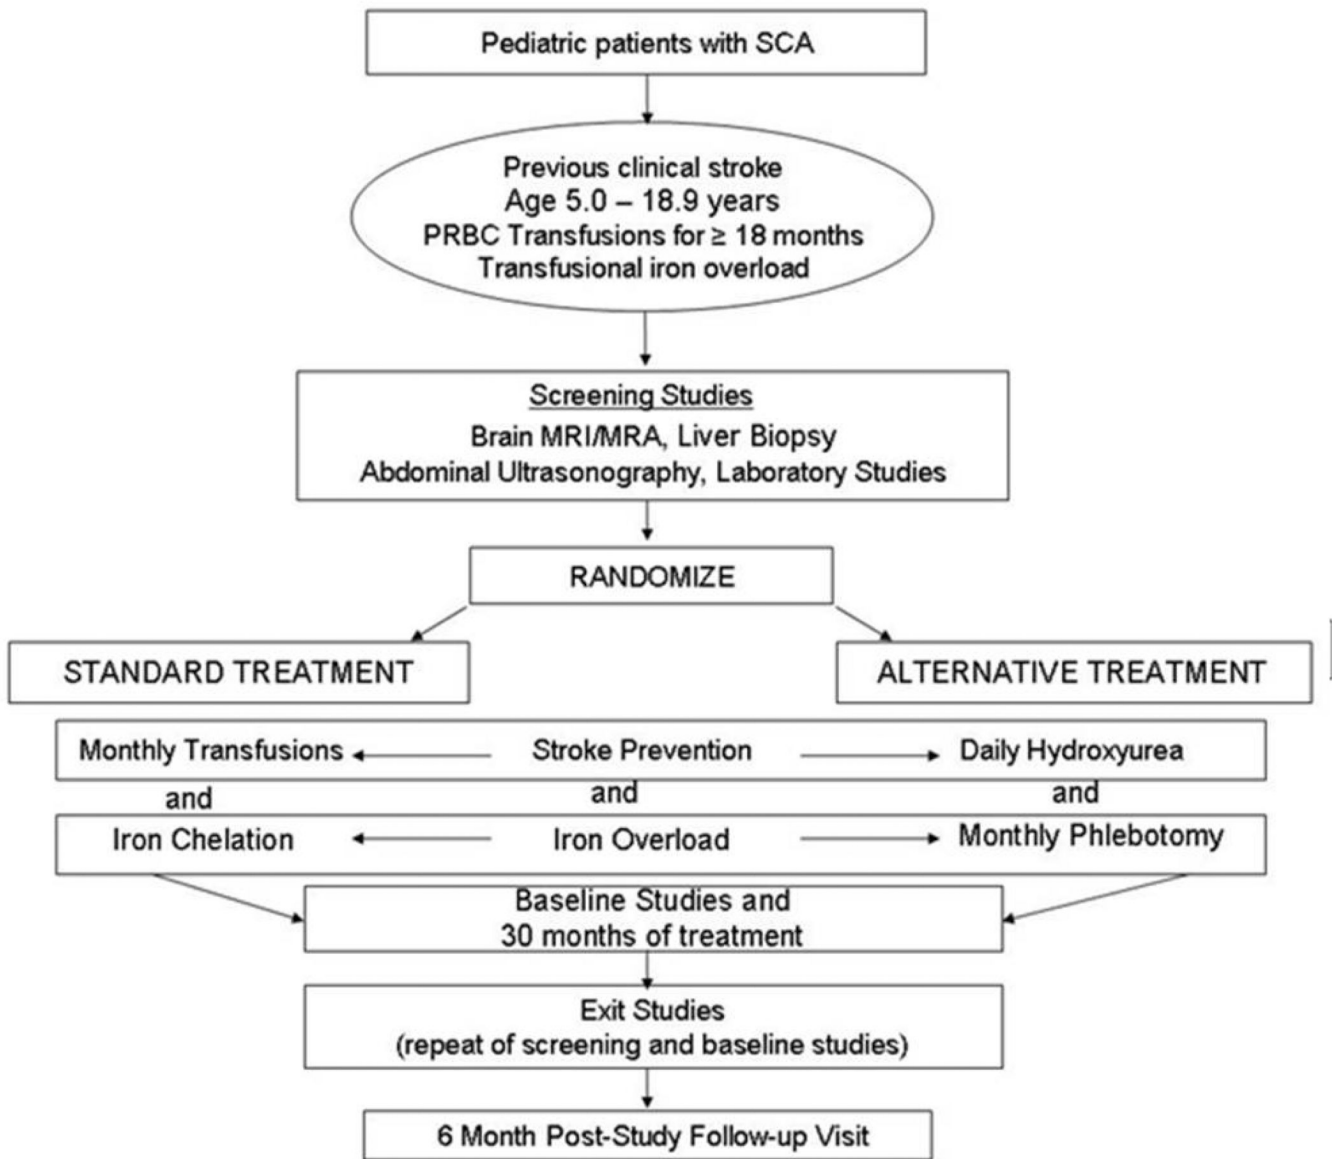 Pediatric patients with SCA
Previous clinical stroke
Age 5.0 – 18.9 years
PRBC Transfusions for ≥ 18 months
Transfusional iron overload
Screening Studies
Brain MRI/MRA, Liver Biopsy
Abdominal Ultrasonography, Laboratory Studies
RANDOMIZE
STANDARD TREATMENT
ALTERNATIVE TREATMENT
Monthly Transfusions
Stroke Prevention
Daily Hydroxyurea
and
and
and
Iron Chelation
Iron Overload
Monthly Phlebotomy
Baseline Studies and
30 months of treatment
Exit Studies
(repeat of screening and baseline studies)
6 Month Post-Study Follow-up Visit